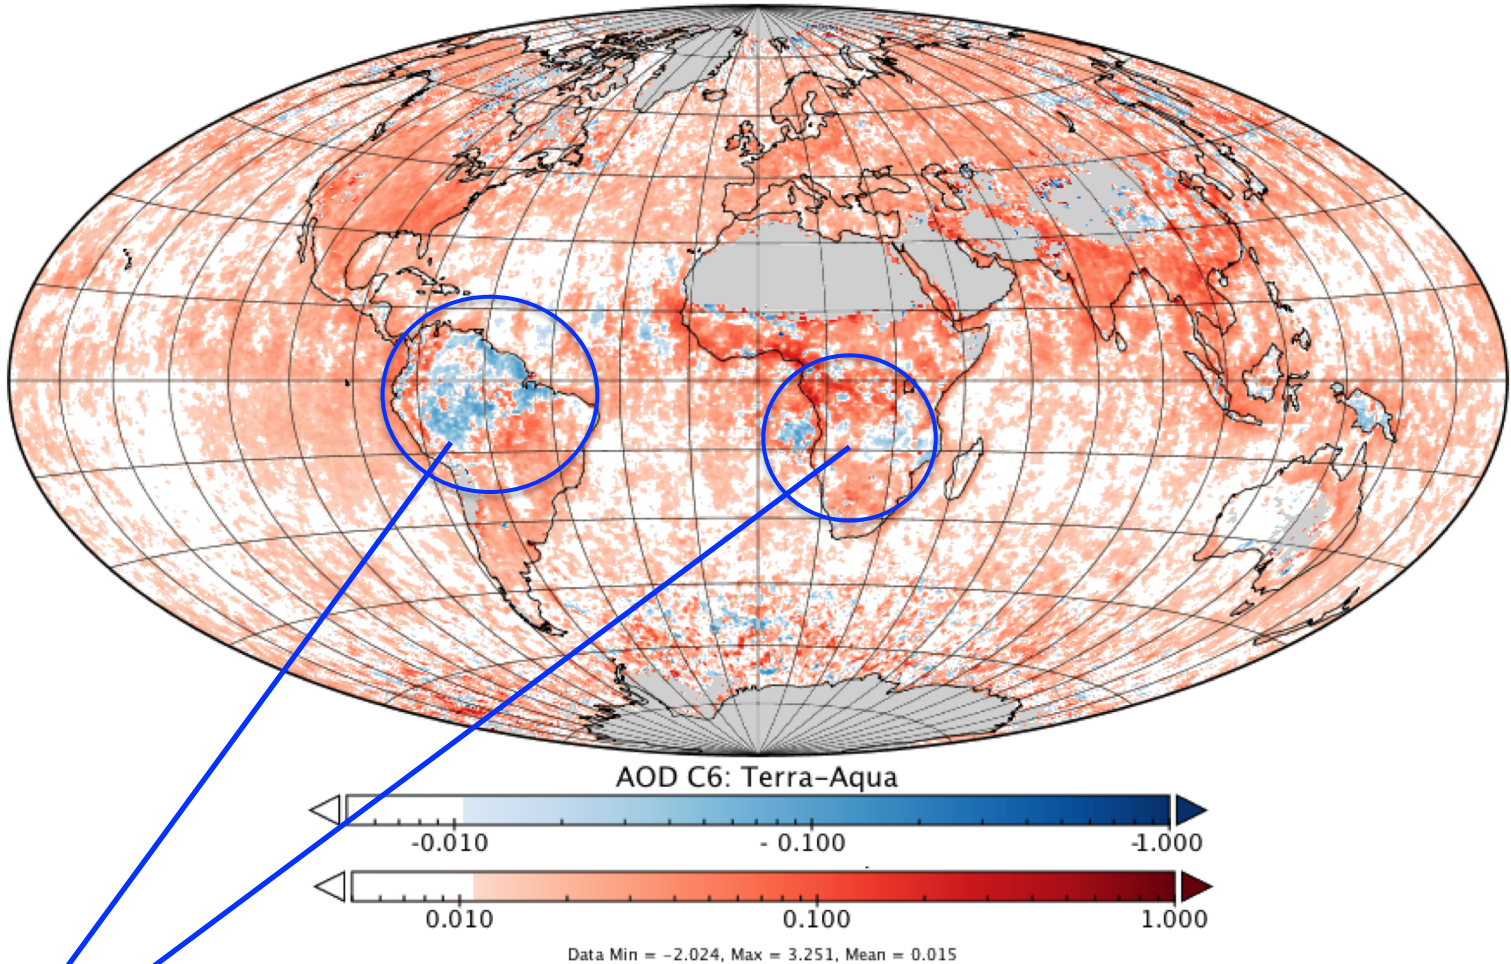 AOD C6: Terra-Aqua
-0.010 - 0.100 -1.000
0.010 0.100 1.000
Data Min = -2.024, Max = 3.251, Mean = 0.015